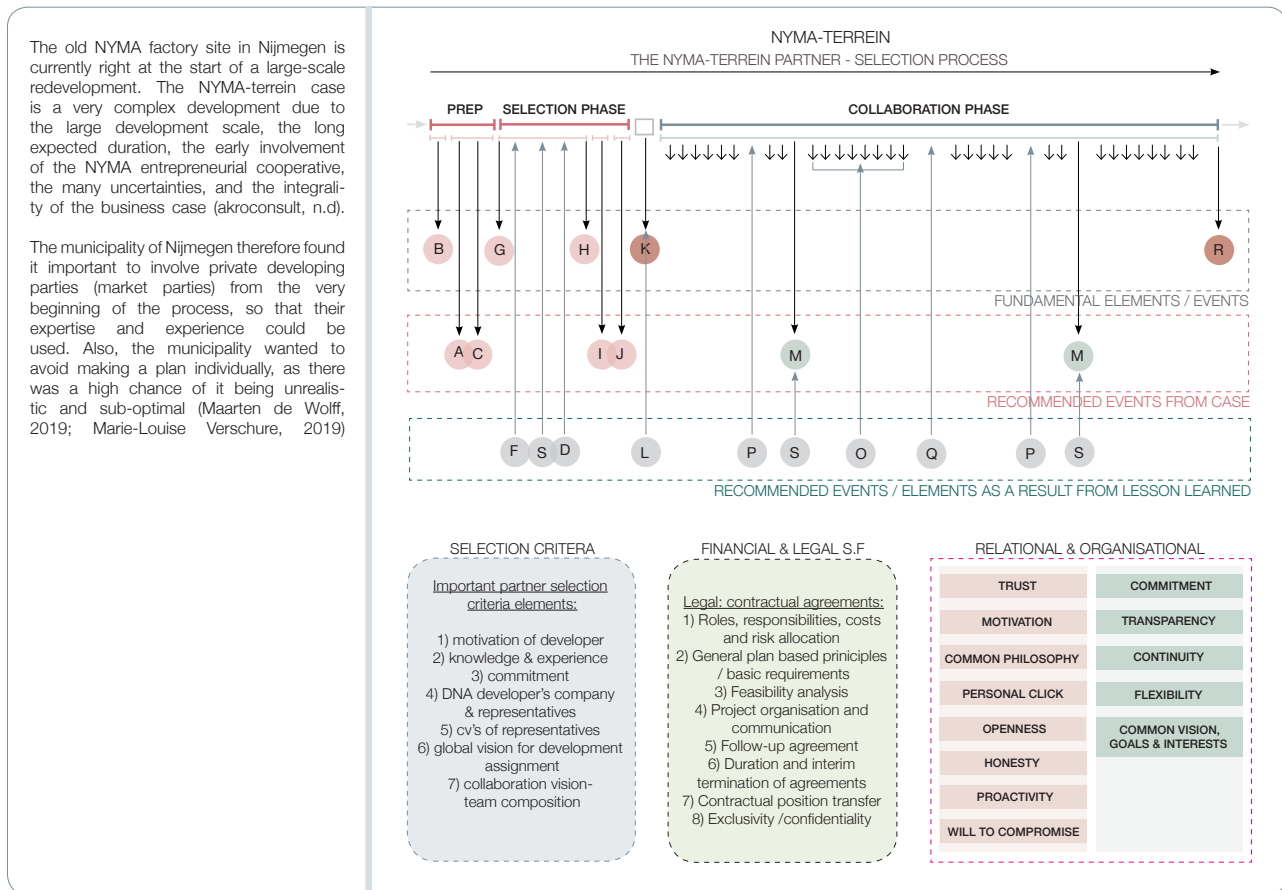 The old NYMA factory site in Nijmegen is
currently right at the start of a large-scale
redevelopment. The NYMA-terrein case
is a very complex development due to
the large development scale, the long
expected duration, the early involvement
of the NYMA entrepreneurial cooperative,
the many uncertainties, and the integrali-
ty of the business case (akroconsult, n.d).
The municipality of Nijmegen therefore found
it important to involve private developing
parties (market parties) from the very
beginning of the process, so that their
expertise and experience could be
used. Also, the municipality wanted to
avoid making a plan individually, as there
was a high chance of it being unrealis-
tic and sub-optimal (Maarten de Wolff,
2019; Marie-Louise Verschure, 2019)
NYMA-TERREIN
THE NYMA-TERREIN PARTNER - SELECTION PROCESS
PREP SELECTION PHASE COLLABORATION PHASE
B G H K R
FUNDAMENTAL ELEMENTS / EVENTS
A C I J M M
RECOMMENDED EVENTS FROM CASE
F S D L P S O Q P S
RECOMMENDED EVENTS / ELEMENTS AS A RESULT FROM LESSON LEARNED
SELECTION CRITERA
Important partner selection
criteria elements:
1) motivation of developer
2) knowledge & experience
3) commitment
4) DNA developer's company
& representatives
5) cv's of representatives
6) global vision for development
assignment
7) collaboration vision-
team composition
FINANCIAL & LEGAL S.F
Legal: contractual agreements:
1) Roles, responsibilities, costs
and risk allocation
2) General plan based priniciples
/ basic requirements
3) Feasibility analysis
4) Project organisation and
communication
5) Follow-up agreement
6) Duration and interim
termination of agreements
7) Contractual position transfer
8) Exclusivity /confidentiality
RELATIONAL & ORGANISATIONAL
TRUST
MOTIVATION
COMMON PHILOSOPHY
PERSONAL CLICK
OPENNESS
HONESTY
PROACTIVITY
WILL TO COMPROMISE
COMMITMENT
TRANSPARENCY
CONTINUITY
FLEXIBILITY
COMMON VISION,
GOALS & INTERESTS